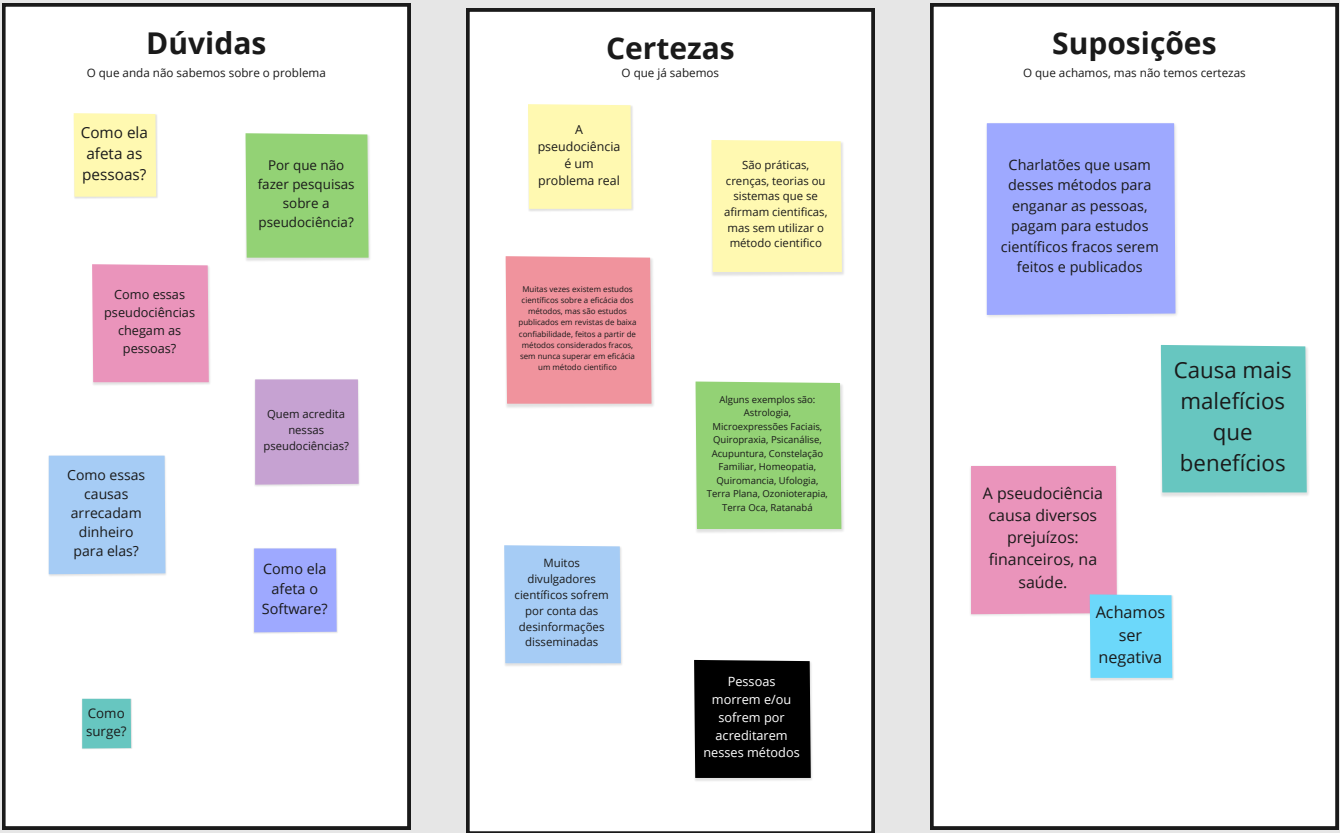 Dúvidas
O que anda não sabemos sobre o problema
Como ela
afeta as
pessoas?
Por que não
fazer pesquisas
sobre a
pseudociência?
Como essas
pseudociências
chegam as
pessoas?
Quem acredita
nessas
pseudociências?
Como essas
causas
arrecadam
dinheiro
para elas?
Como ela
afeta o
Software?
Como
surge?
Certezas
O que já sabemos
A
pseudociência
é um
problema real
São práticas,
crenças, teorias ou
sistemas que se
afirmam cientificas,
mas sem utilizar o
método cientifico
Muitas vezes existem estudos
científicos sobre a eficácia dos
métodos, mas são estudos
publicados em revistas de baixa
confiabilidade, feitos a partir de
métodos considerados fracos,
sem nunca superar em eficácia
um método científico
Alguns exemplos são:
Astrologia,
Microexpressões Faciais,
Quiropraxia, Psicanálise,
Acupuntura, Constelação
Familiar, Homeopatia,
Quiromancia, Ufologia,
Terra Plana, Ozonioterapia,
Terra Oca, Ratanabá
Muitos
divulgadores
científicos sofrem
por conta das
desinformações
disseminadas
Pessoas
morrem e/ou
sofrem por
acreditarem
nesses métodos
Suposições
O que achamos, mas não temos certezas
Charlatões que usam
desses métodos para
enganar as pessoas,
pagam para estudos
científicos fracos serem
feitos e publicados
Causa mais
malefícios
que
benefícios
A pseudociência
causa diversos
prejuízos:
financeiros, na
saúde.
Achamos
ser
negativa